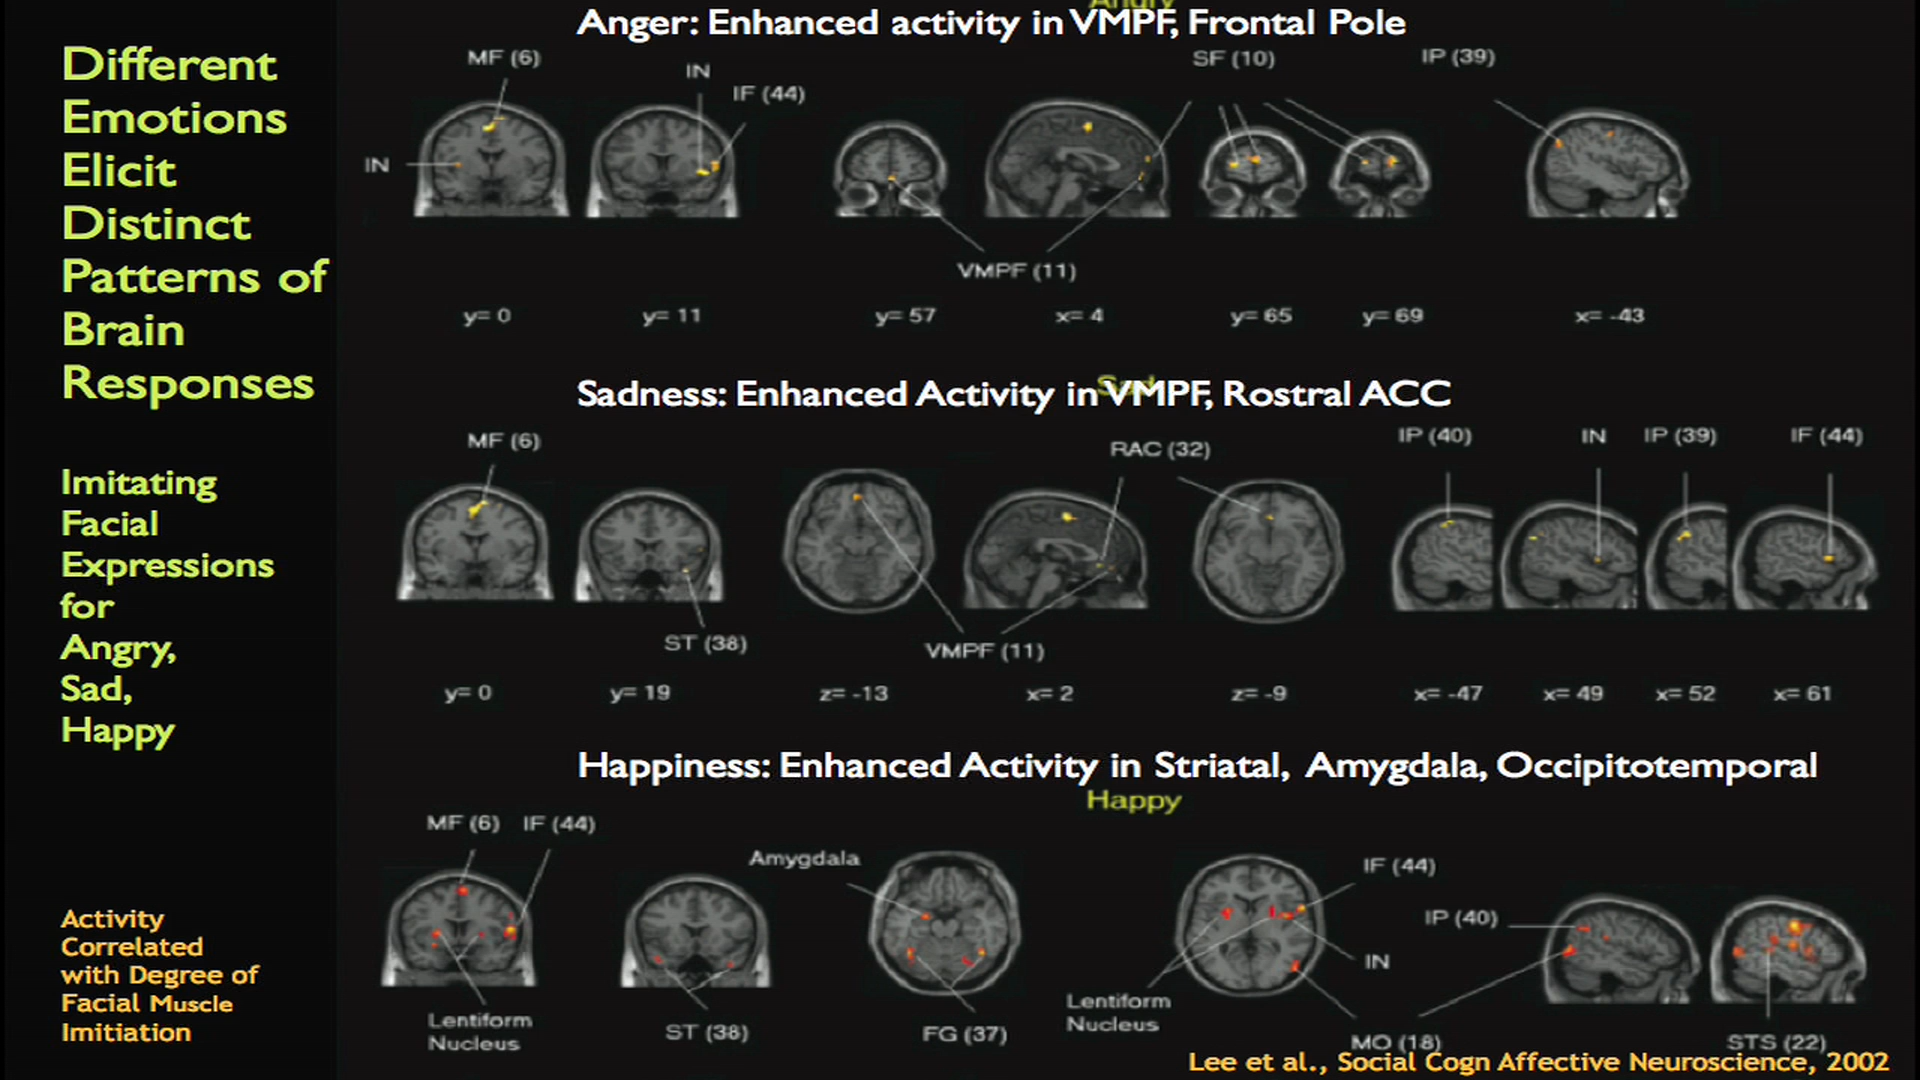 Different
Emotions
Elicit
Distinct
Patterns of
Brain
Responses
Imitating
Facial
Expressions
for
Angry,
Sad,
Happy
Activity
Correlated
with Degree of
Facial Muscle
Imitiation
Angry
Anger: Enhanced activity in VMPF, Frontal Pole
MF (6)
IN
IF (44)
SF (10)
IP (39)
IN
VMPF (11)
y= 0 y= 11 y= 57 x= 4 y= 65 y= 69 x= -43
Sad
Sadness: Enhanced Activity in VMPF, Rostral ACC
MF (6) RAC (32) IP (40) IN IP (39) IF (44)
ST (38) VMPF (11)
y= 0 y= 19 z= -13 x= 2 z= -9 x= -47 x= 49 x= 52 x= 61
Happiness: Enhanced Activity in Striatal, Amygdala, Occipitotemporal
Happy
MF (6) IF (44)
Amygdala
IF (44)
IP (40)
IN
Lentiform
Nucleus
ST (38)
FG (37)
Lentiform
Nucleus
MO (18)
STS (22)
Lee et al., Social Cogn Affective Neuroscience, 2002